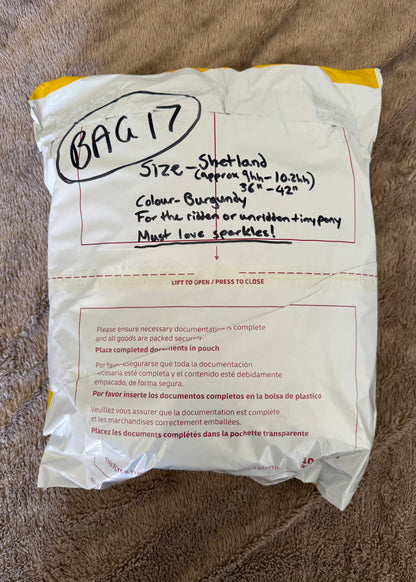 BAG 17
Size - Shetland
(approx 9hh - 10.2hh)
36" - 42"
Colour - Burgundy
For the ridden or unridden tiny pony
Must love sparkles!
LIFT TO OPEN / PRESS TO CLOSE
Please ensure necessary documentation is complete
and all goods are packed securely.
Place completed documents in pouch
Por favor asegurarse que toda la documentación
necesaria esté completa y el contenido esté debidamente
empacado, de forma segura.
Por favor inserte los documentos completos en la bolsa de plastico
Veuillez vous assurer que la documentation est complète
et les marchandises correctement emballées.
Placez les documents complétés dans la pochette transparente